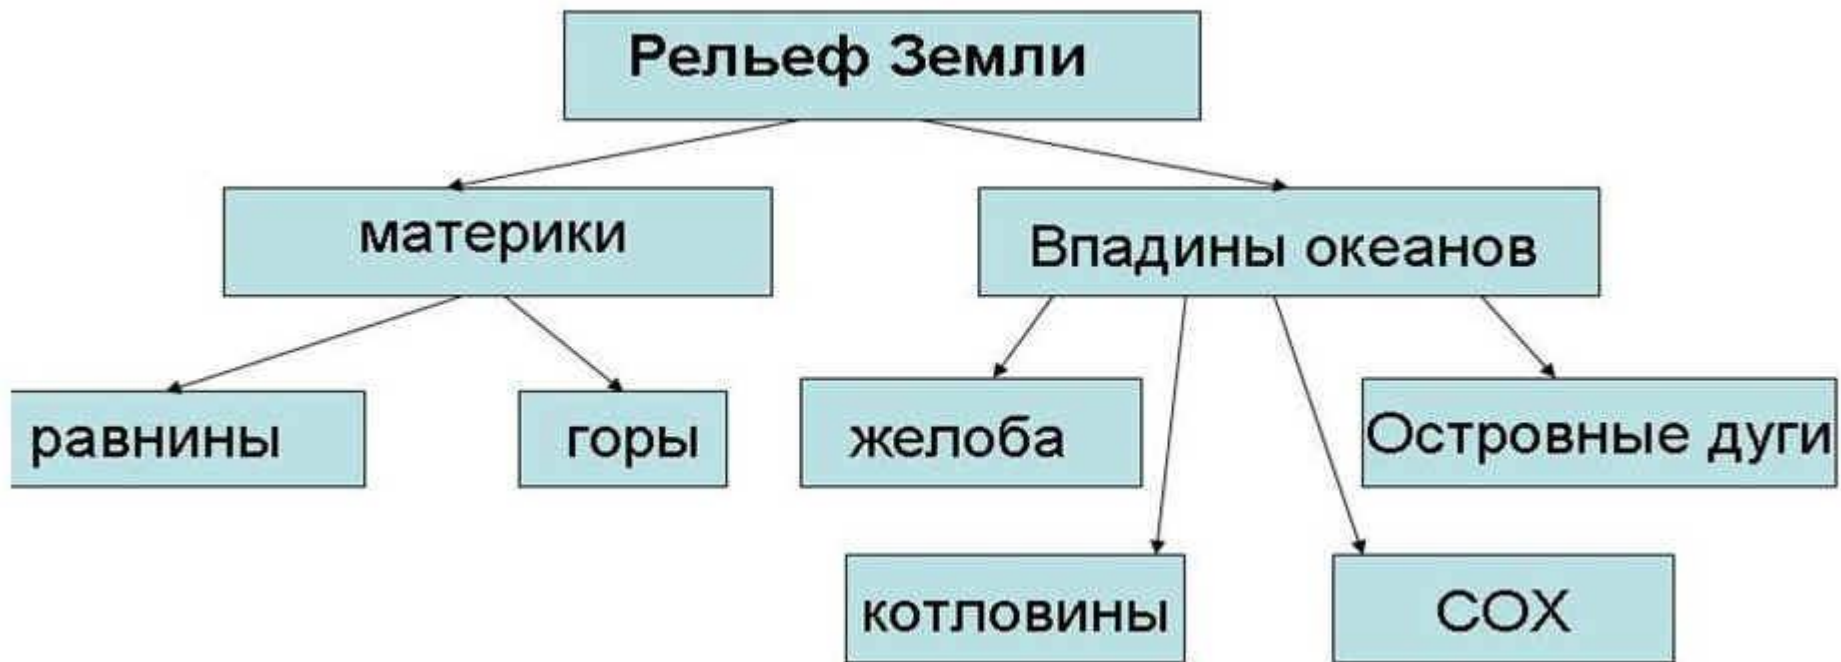 Рельеф Земли
материки
Впадины океанов
равнины
горы
желоба
Островные дуги
котловины
СОХ